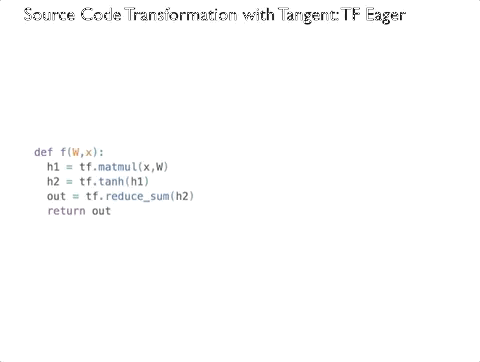 Source Code Transformation with Tangent: TF Eager
def f(W,x):
h1 = tf.matmul(x,W)
h2 = tf.tanh(h1)
out = tf.reduce_sum(h2)
return out